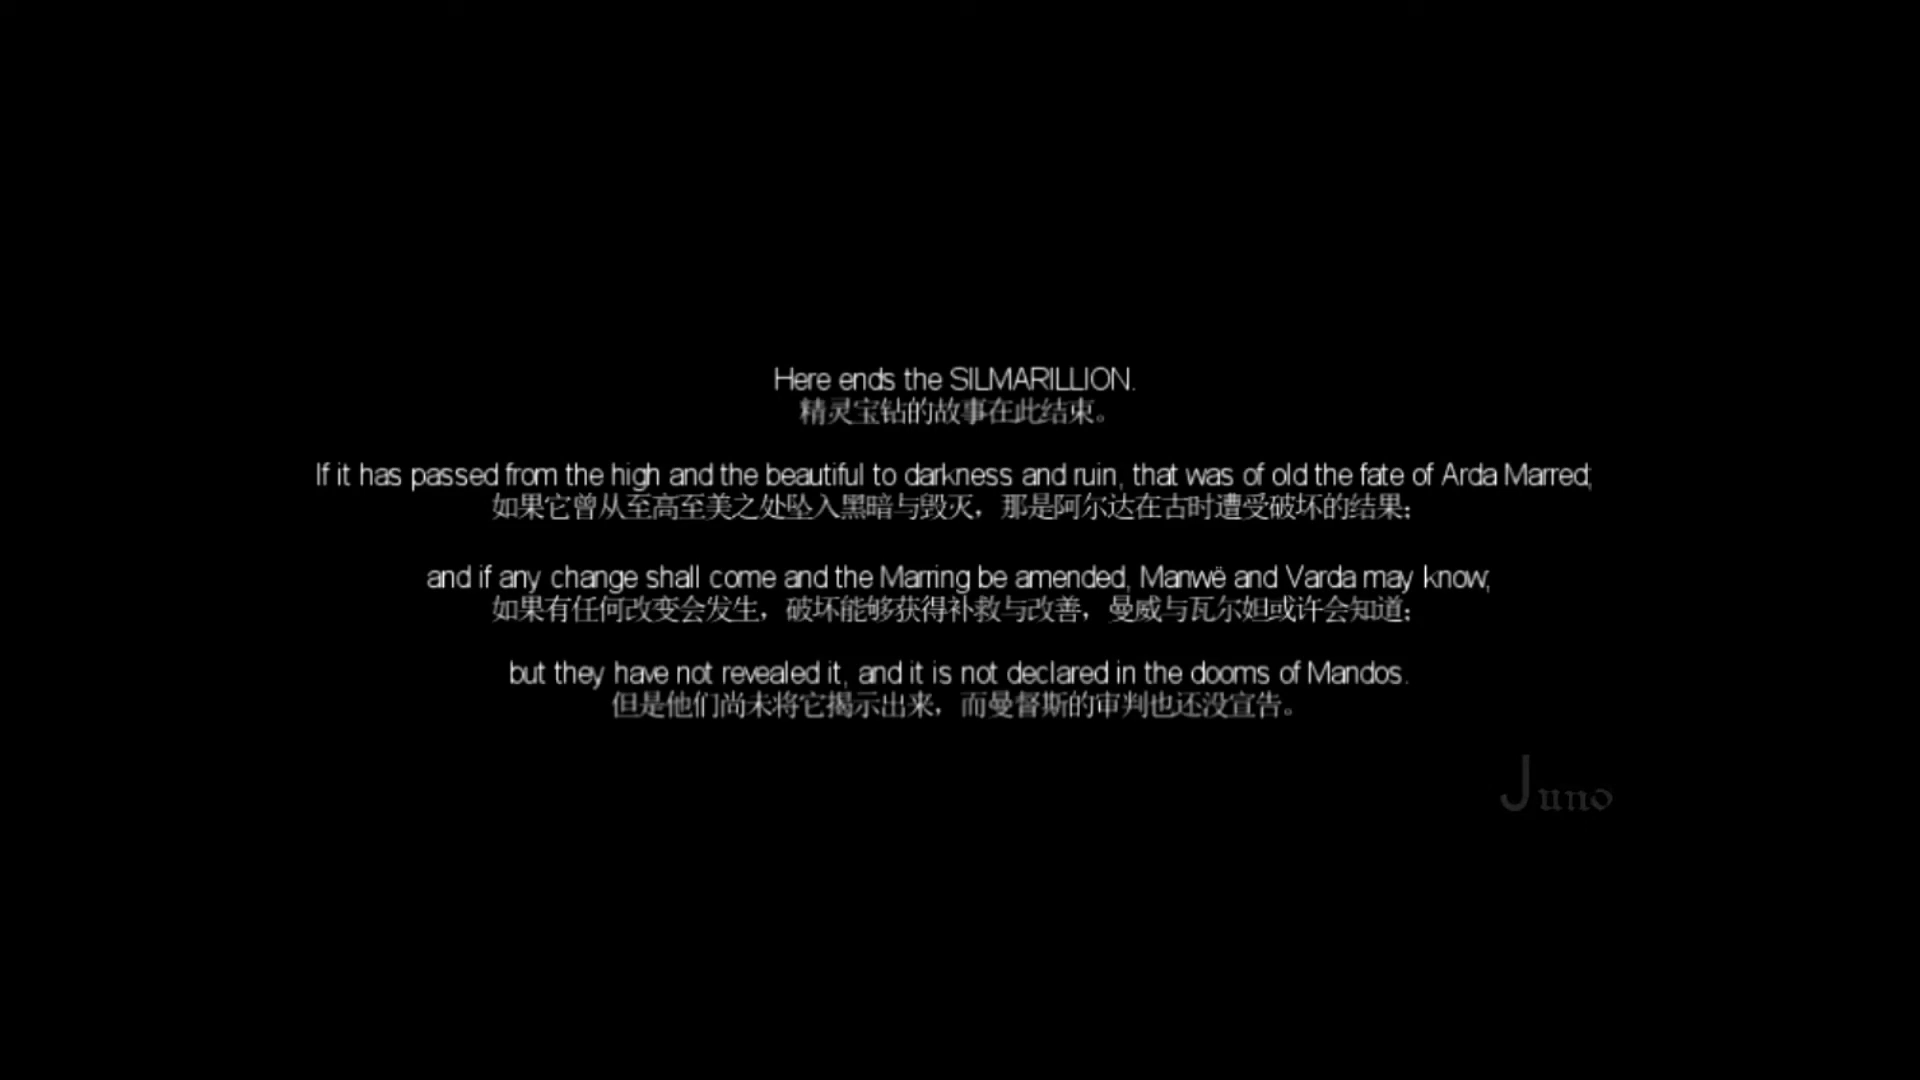 Here ends the SILMARILLION.
精灵宝钻的故事在此结束。
If it has passed from the high and the beautiful to darkness and ruin, that was of old the fate of Arda Marred;
如果它曾从至高至美之处坠入黑暗与毁灭，那是阿尔达在古时遭受破坏的结果；
and if any change shall come and the Marring be amended, Manwë and Varda may know;
如果有任何改变会发生，破坏能够获得补救与改善，曼威与瓦尔妲或许会知道；
but they have not revealed it, and it is not declared in the dooms of Mandos.
但是他们尚未将它揭示出来，而曼督斯的审判也还没宣告。
Juno